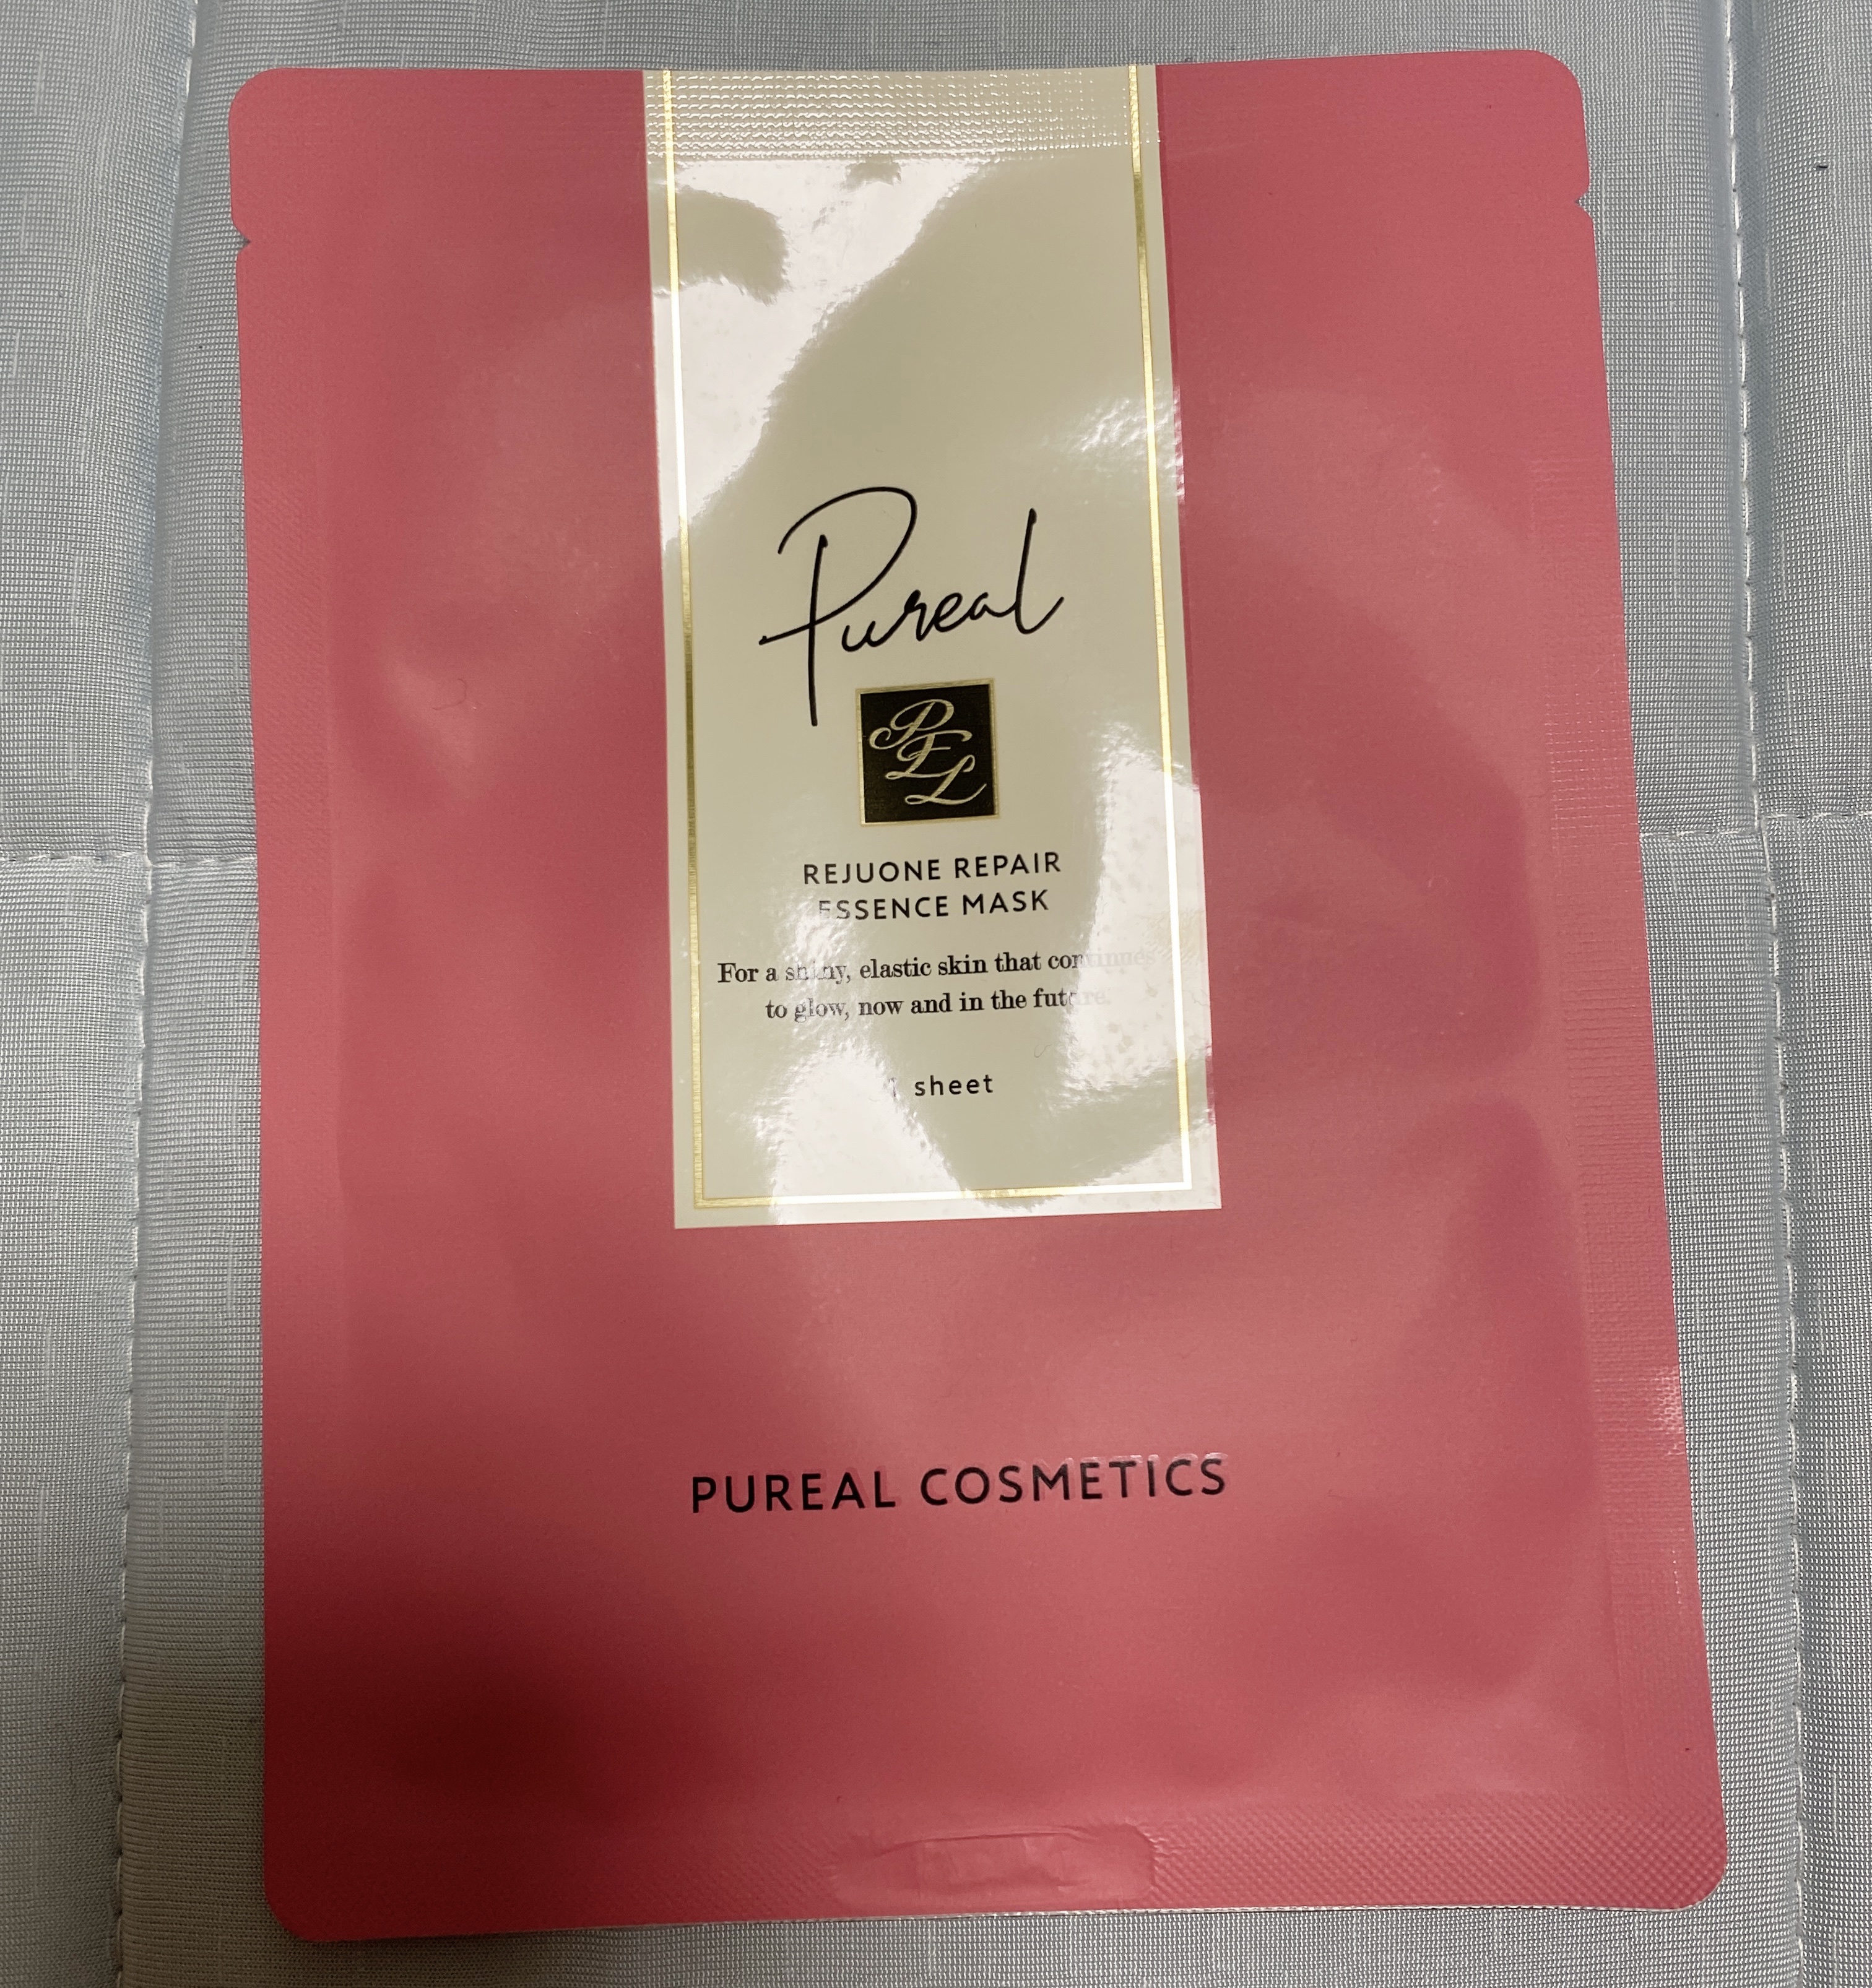 Pureal
PEL
REJUONE REPAIR
ESSENCE MASK
For a shiny, elastic skin that continues
to glow, now and in the future.
1 sheet
PUREAL COSMETICS